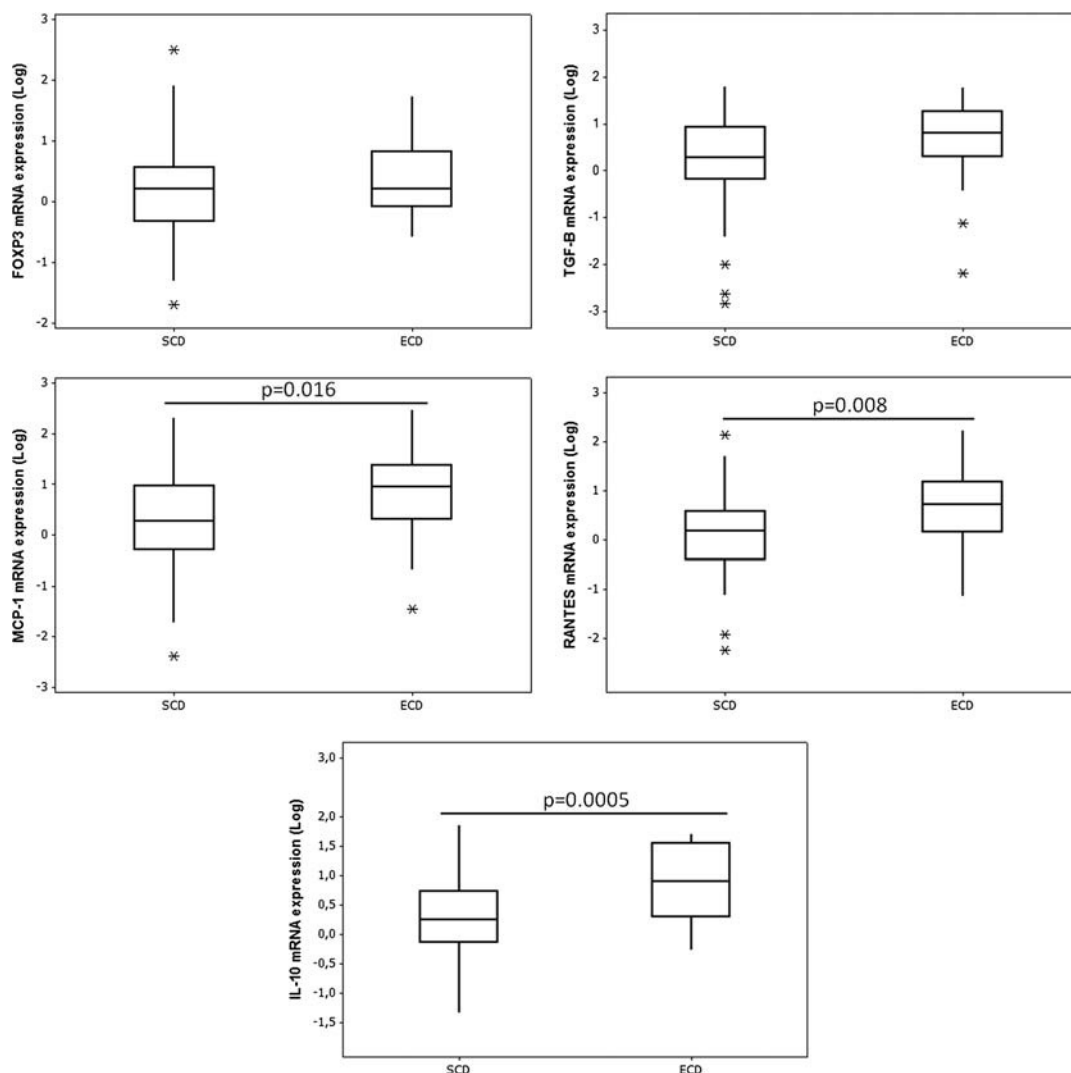 FOXP3 mRNA expression (Log)
3
2
1
0
-1
-2
SCD
ECD
TGF-B mRNA expression (Log)
3
2
1
0
-1
-2
-3
SCD
ECD
MCP-1 mRNA expression (Log)
3
2
1
0
-1
-2
-3
p=0.016
SCD
ECD
RANTES mRNA expression (Log)
3
2
1
0
-1
-2
p=0.008
SCD
ECD
IL-10 mRNA expression (Log)
3,0
2,0
1,5
1,0
0,5
0,0
-0,5
-1,0
-1,5
p=0.0005
SCD
ECD